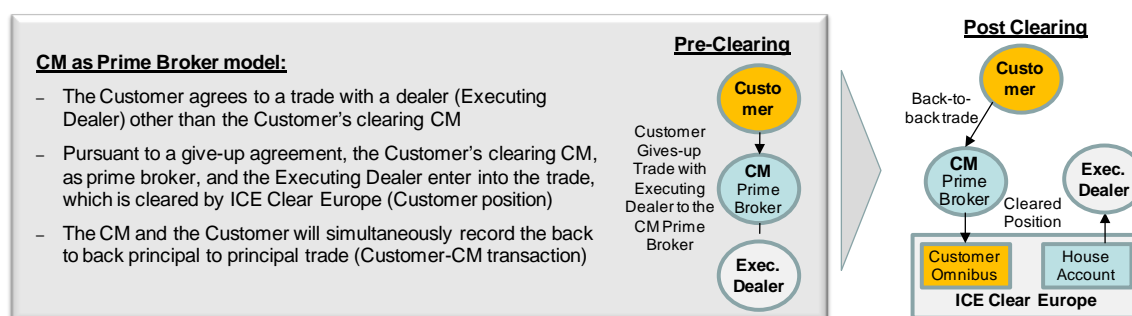 CM as Prime Broker model:
– The Customer agrees to a trade with a dealer (Executing
Dealer) other than the Customer's clearing CM
– Pursuant to a give-up agreement, the Customer's clearing CM,
as prime broker, and the Executing Dealer enter into the trade,
which is cleared by ICE Clear Europe (Customer position)
– The CM and the Customer will simultaneously record the back
to back principal to principal trade (Customer-CM transaction)
Pre-Clearing
Custo
mer
Customer
Gives-up
Trade with
Executing
Dealer to the
CM Prime
Broker
CM
Prime
Broker
Exec.
Dealer
Post Clearing
Custo
mer
Back-to-
back trade
CM
Prime
Broker
Exec.
Dealer
Cleared
Position
Customer
Omnibus
House
Account
ICE Clear Europe